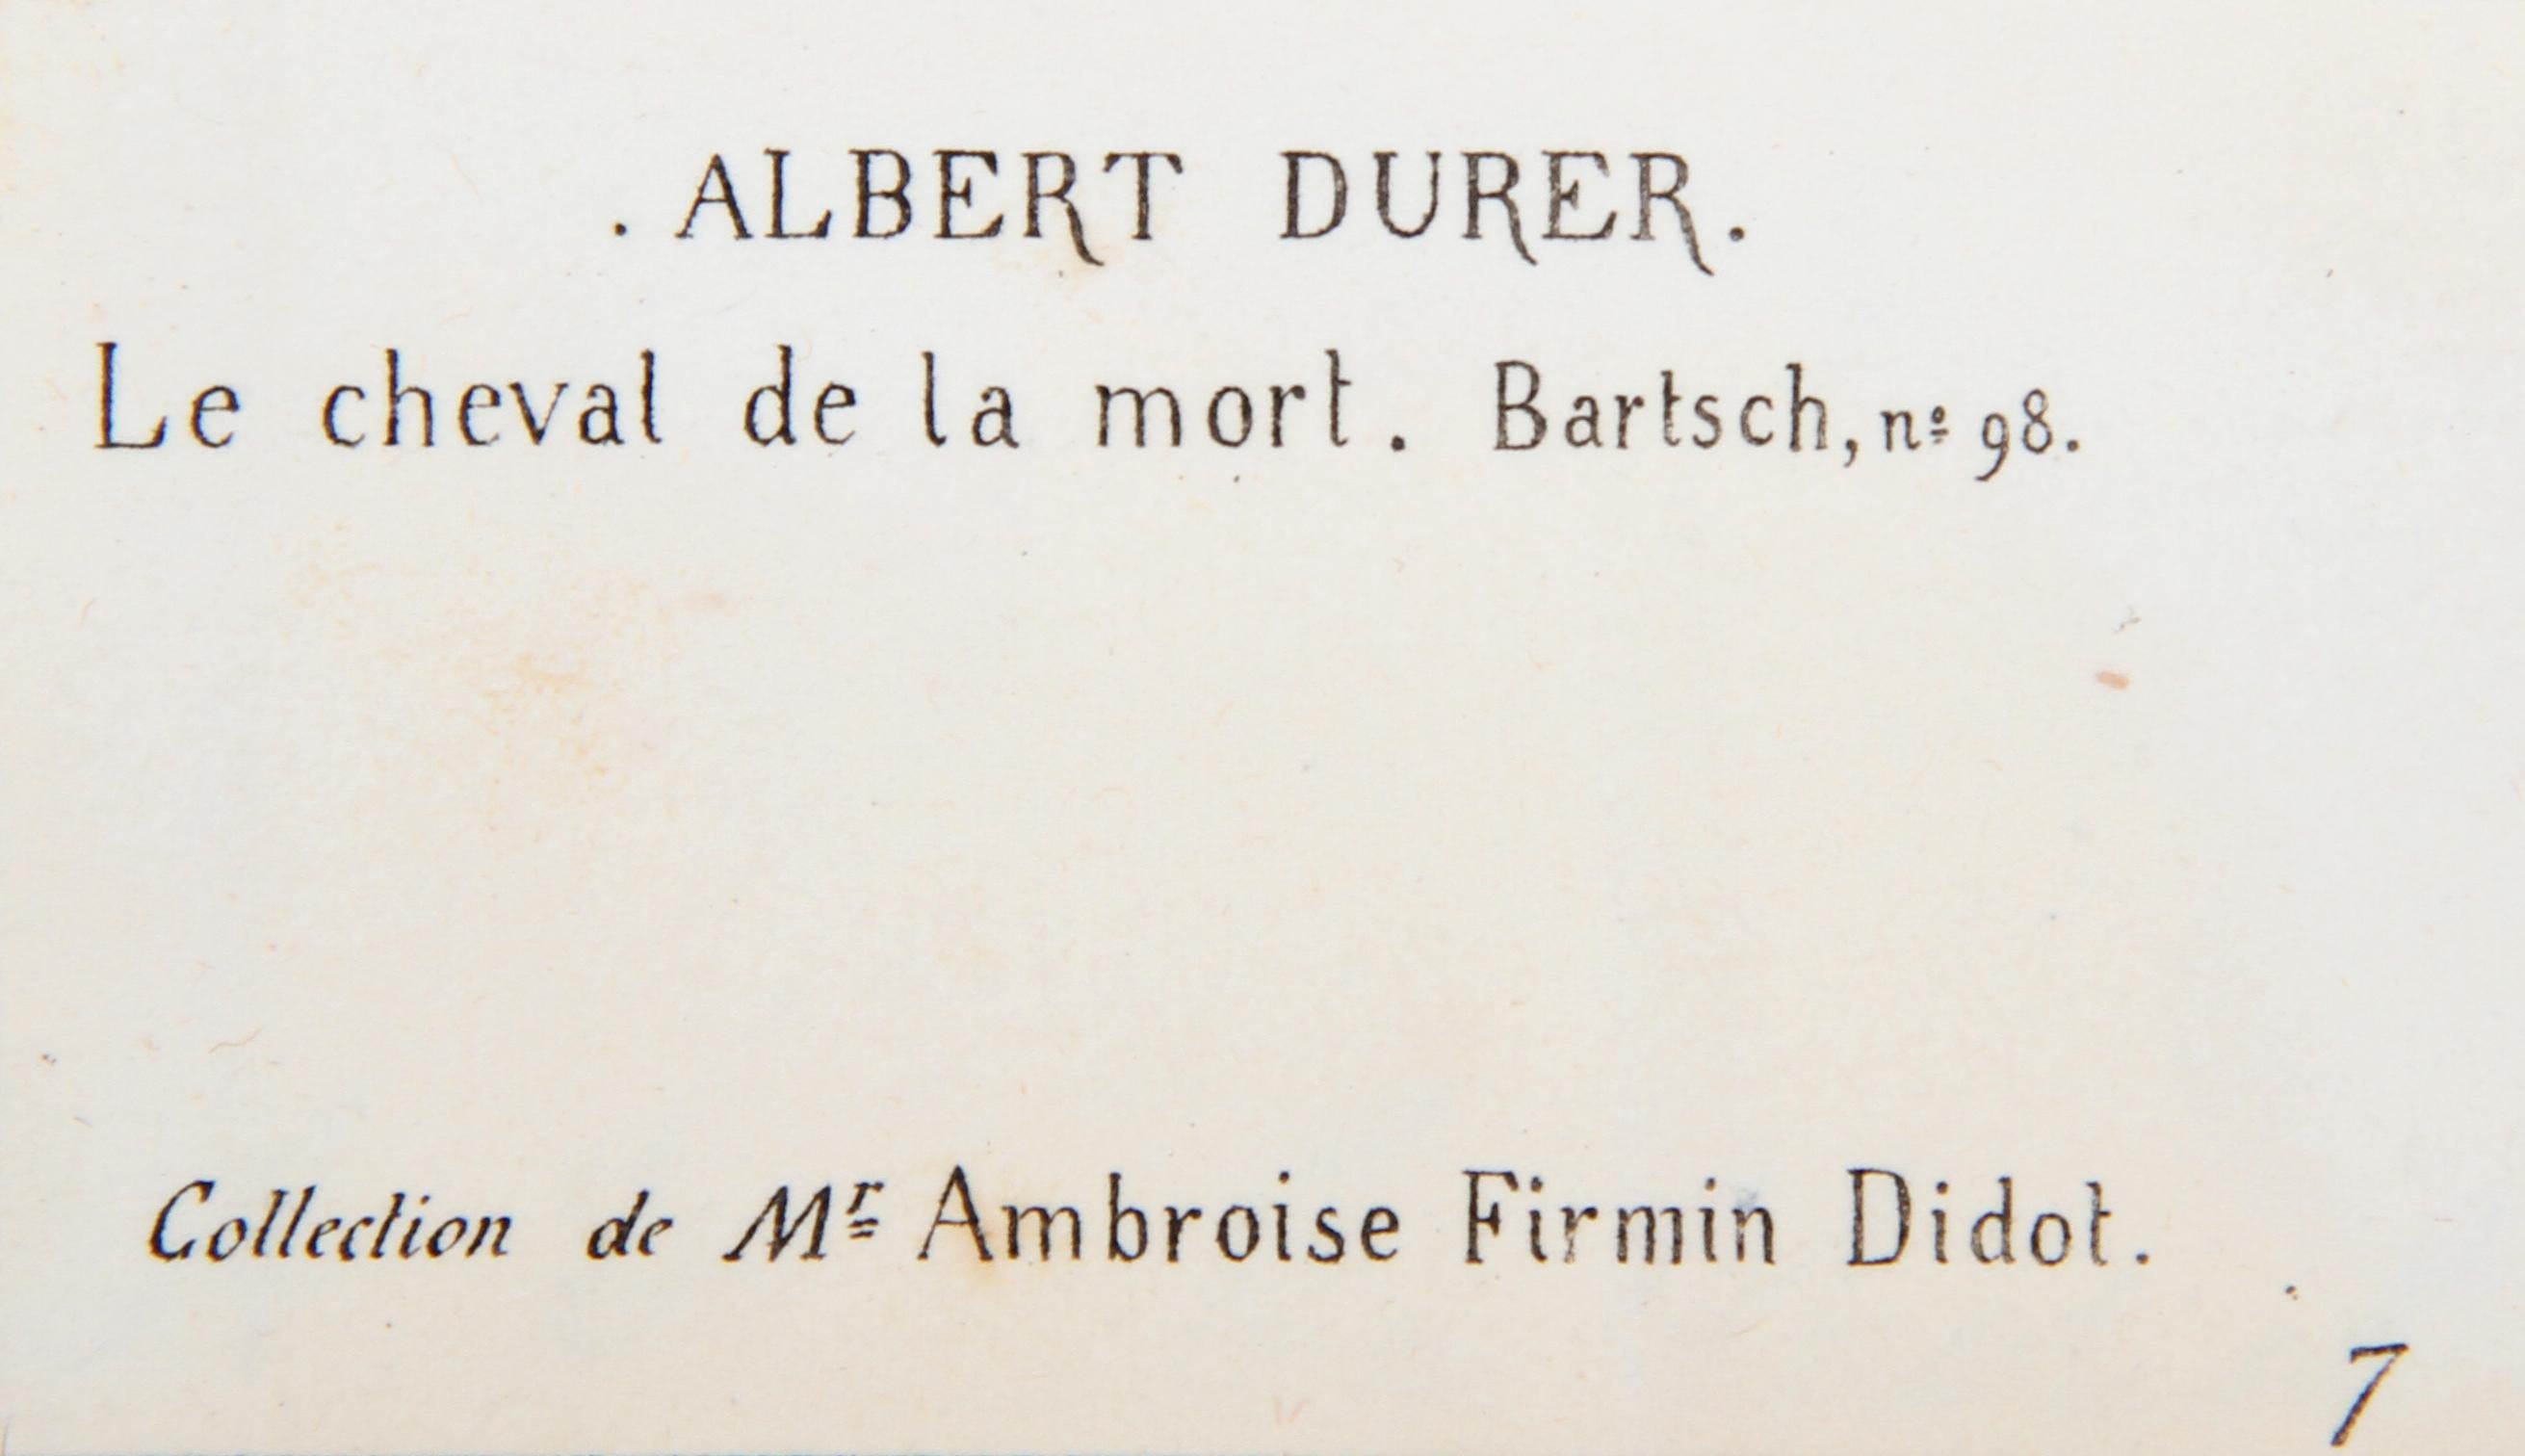 . ALBERT DURER.
Le cheval de la mort. Bartsch, nº 98.
Collection de Mr Ambroise Firmin Didot.
7